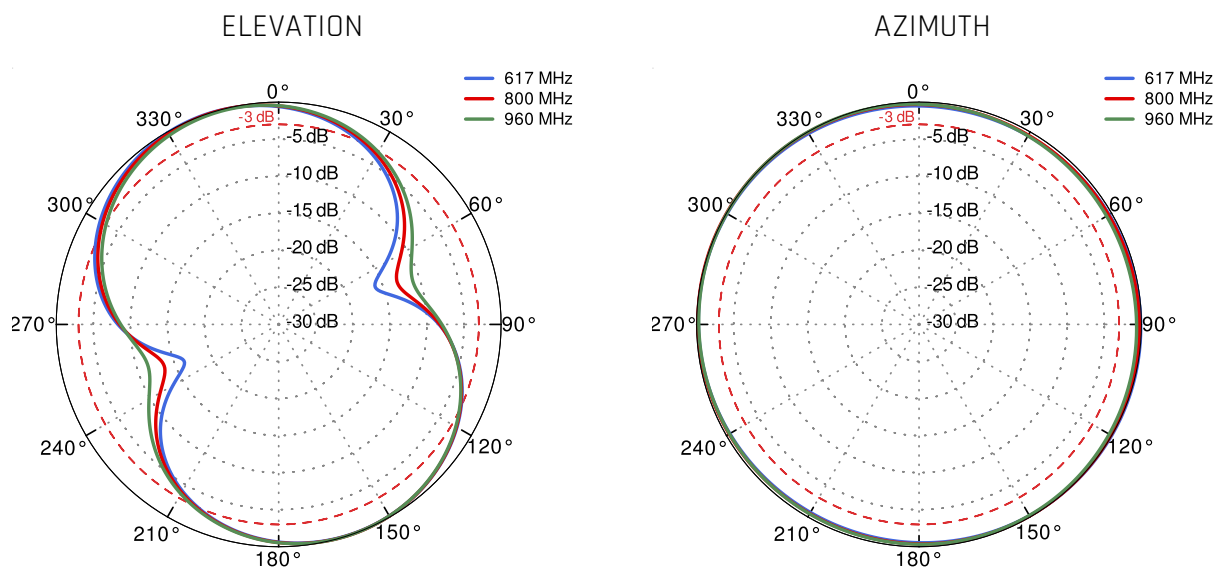 ELEVATION
617 MHz
800 MHz
960 MHz
0°
30°
60°
90°
120°
150°
180°
210°
240°
270°
300°
330°
-3 dB
-5 dB
-10 dB
-15 dB
-20 dB
-25 dB
-30 dB
AZIMUTH
617 MHz
800 MHz
960 MHz
0°
30°
60°
90°
120°
150°
180°
210°
240°
270°
300°
330°
-3 dB
-5 dB
-10 dB
-15 dB
-20 dB
-25 dB
-30 dB